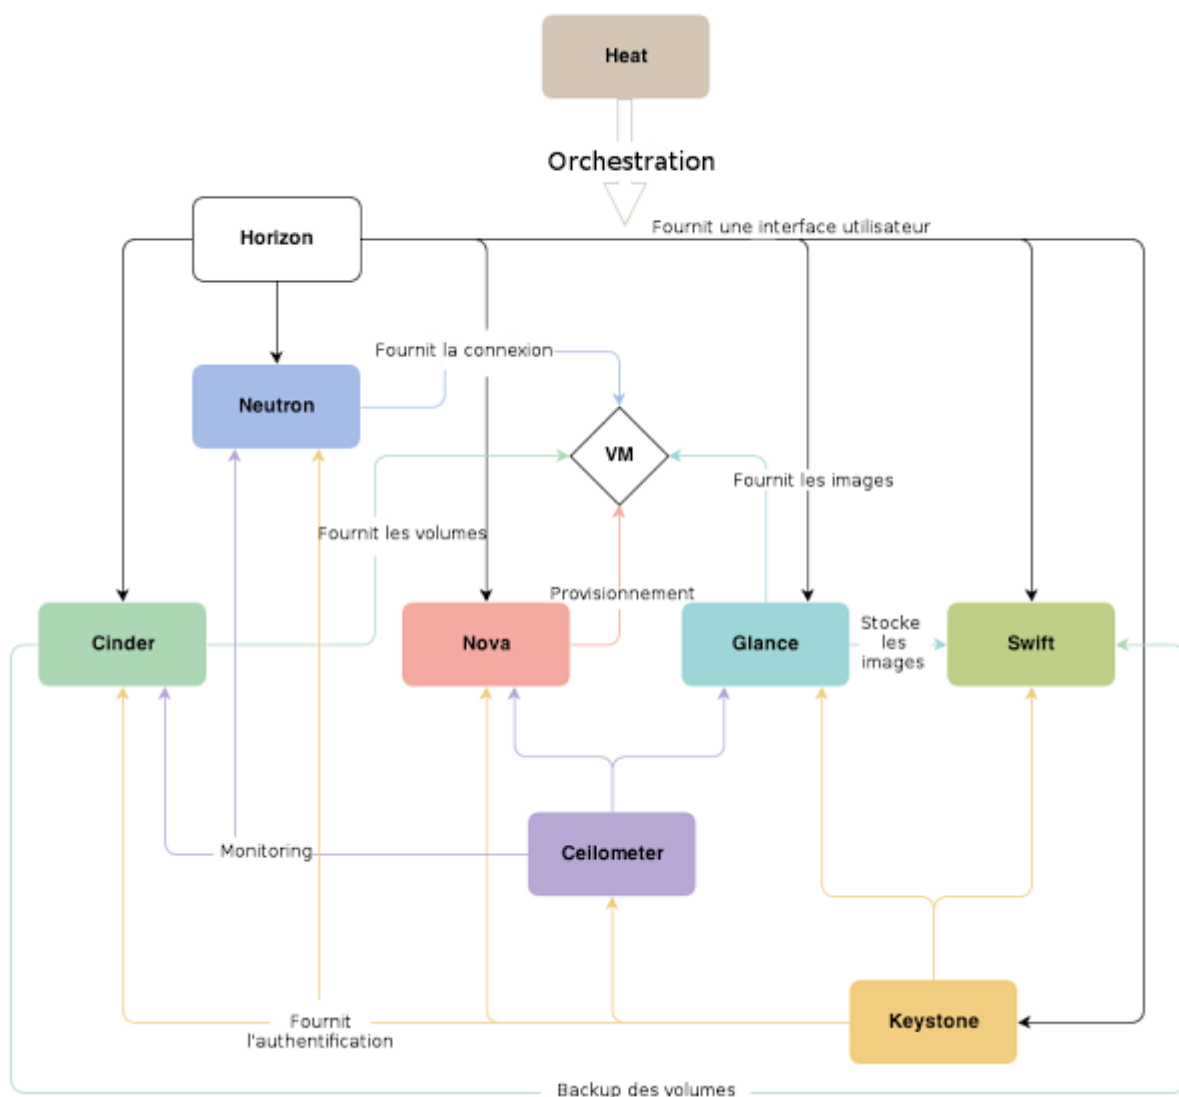 Heat
Orchestration
Fournit une interface utilisateur
Horizon
Fournit la connexion
Neutron
VM
Fournit les images
Fournit les volumes
Provisionnement
Cinder
Nova
Glance
Stocke
les
images
Swift
Monitoring
Ceilometer
Fournit
l'authentification
Keystone
Backup des volumes